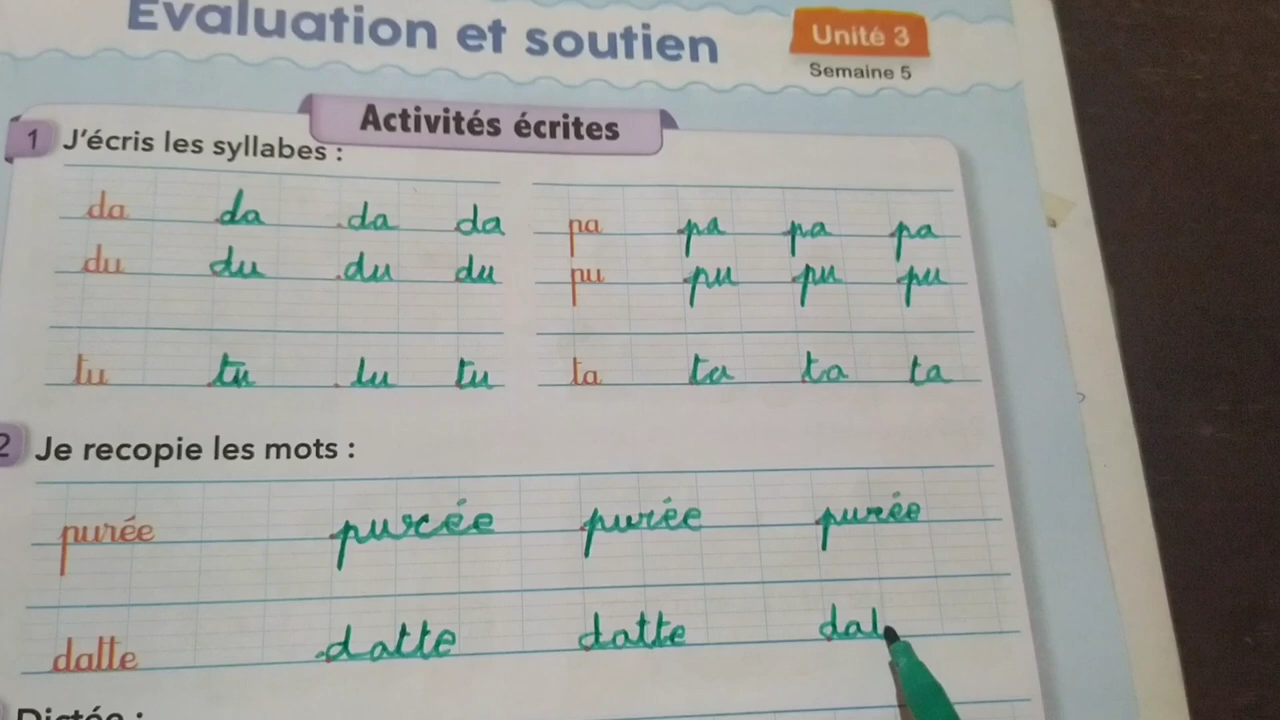 Evaluation et soutien
Unité 3
Semaine 5
Activités écrites
1 J'écris les syllabes :
da da da da pa pa pa pa
du du du du pu pu pu pu
tu tu tu tu ta ta ta ta
2 Je recopie les mots :
purée purée purée purée
datte datte datte dat
Dictée :